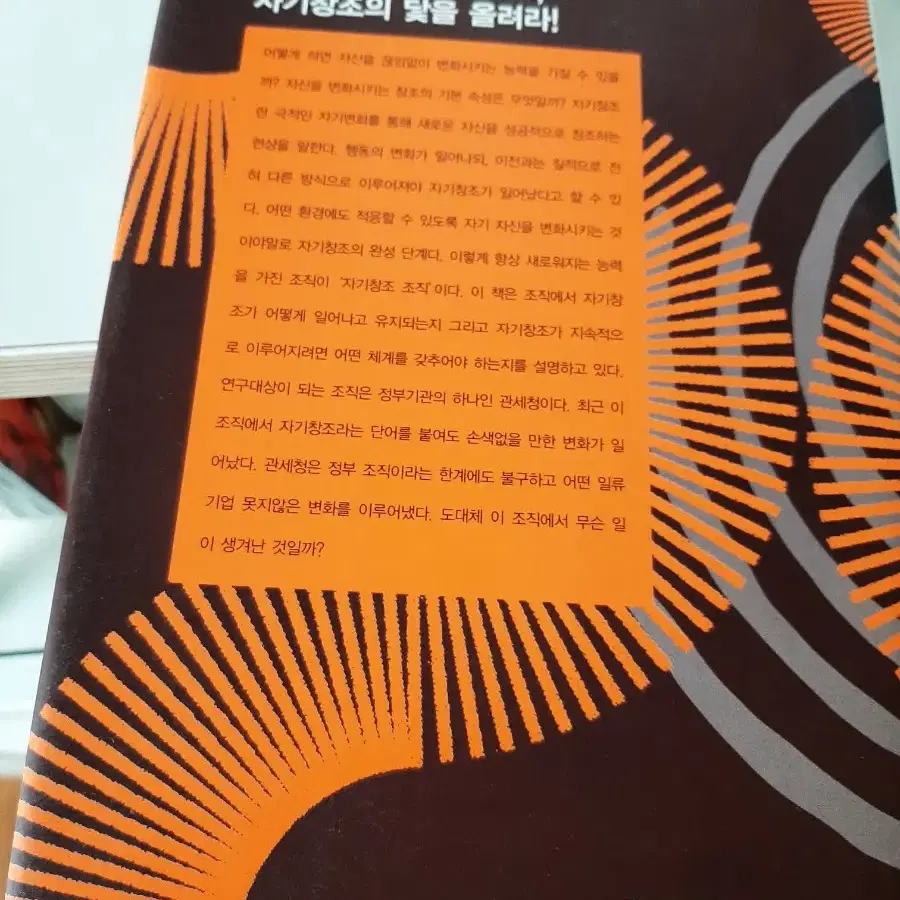 자기창조의 닻을 올려라!
어떻게 하면 자신을 끊임없이 변화시키는 능력을 가질 수 있을
까? 자신을 변화시키는 창조의 기본 속성은 무엇일까? 자기창조
란 극적인 자기변화를 통해 새로운 자신을 성공적으로 창조하는
현상을 말한다. 행동의 변화가 일어나되, 이전과는 질적으로 전
혀 다른 방식으로 이루어져야 자기창조가 일어났다고 할 수 있
다. 어떤 환경에도 적응할 수 있도록 자기 자신을 변화시키는 것
이야말로 자기창조의 완성 단계다. 이렇게 항상 새로워지는 능력
을 가진 조직이 '자기창조 조직'이다. 이 책은 조직에서 자기창
조가 어떻게 일어나고 유지되는지 그리고 자기창조가 지속적으
로 이루어지려면 어떤 체계를 갖추어야 하는지를 설명하고 있다.
연구대상이 되는 조직은 정부기관의 하나인 관세청이다. 최근 이
조직에서 자기창조라는 단어를 붙여도 손색없을 만한 변화가 일
어났다. 관세청은 정부 조직이라는 한계에도 불구하고 어떤 일류
기업 못지않은 변화를 이루어냈다. 도대체 이 조직에서 무슨 일
이 생겨난 것일까?